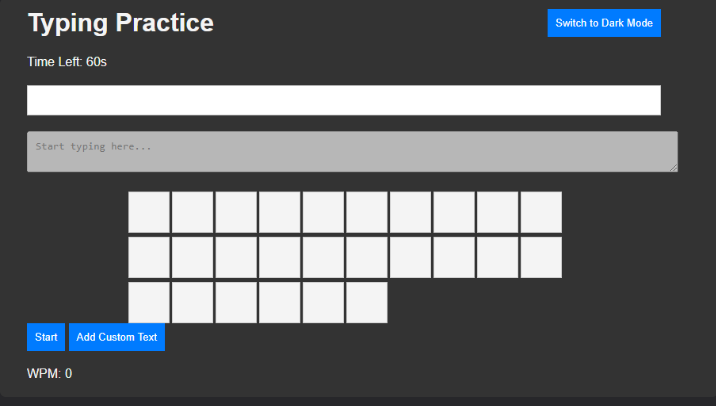 Typing Practice
Switch to Dark Mode
Time Left: 60s
Start typing here...
Start
Add Custom Text
WPM: 0